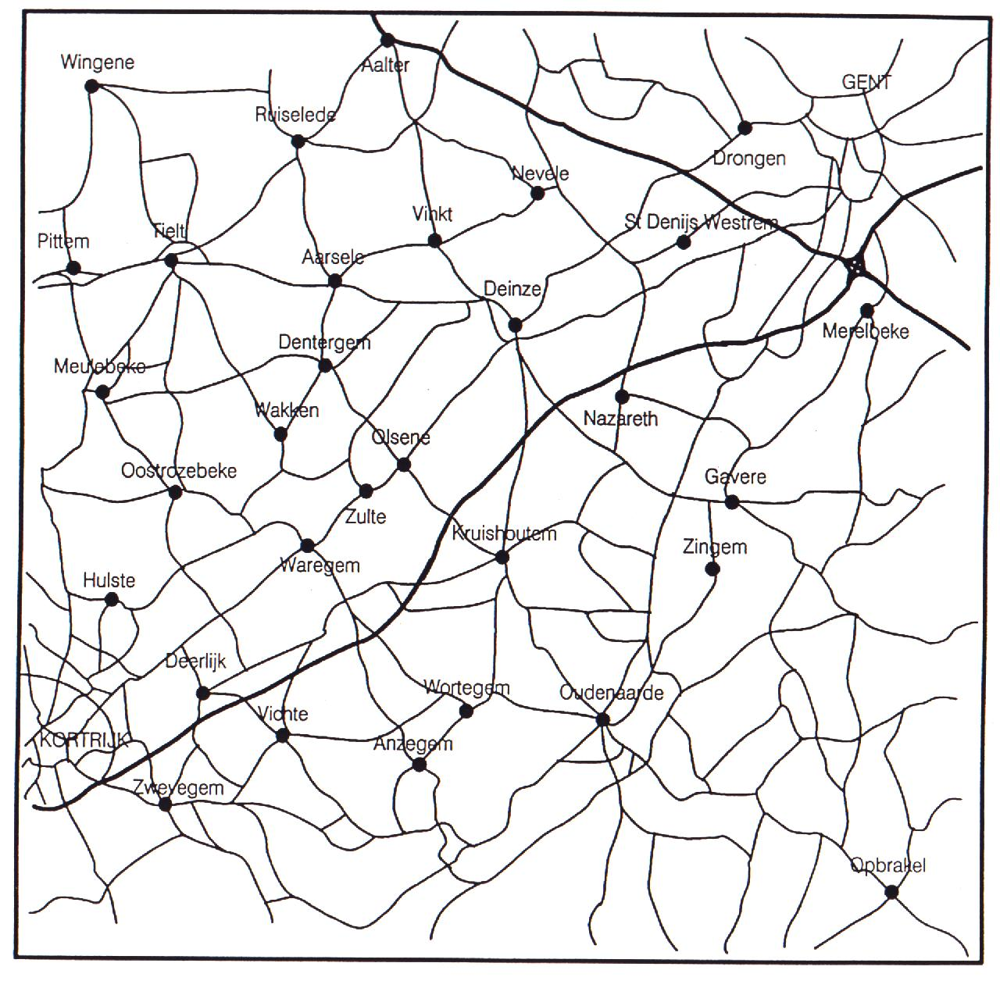 Wingene
Aalter
GENT
Ruiselede
Drongen
Nevele
Vinkt
St Denijs Westrem
Pittem
Tielt
Aarsele
Deinze
Merelbeke
Dentergem
Meulebeke
Wakken
Nazareth
Olsene
Oostrozebeke
Gavere
Zulte
Kruishoutem
Zingem
Waregem
Hulste
Deerlijk
Wortegem
Oudenaarde
Vichte
KORTRIJK
Anzegem
Zwevegem
Opbrakel